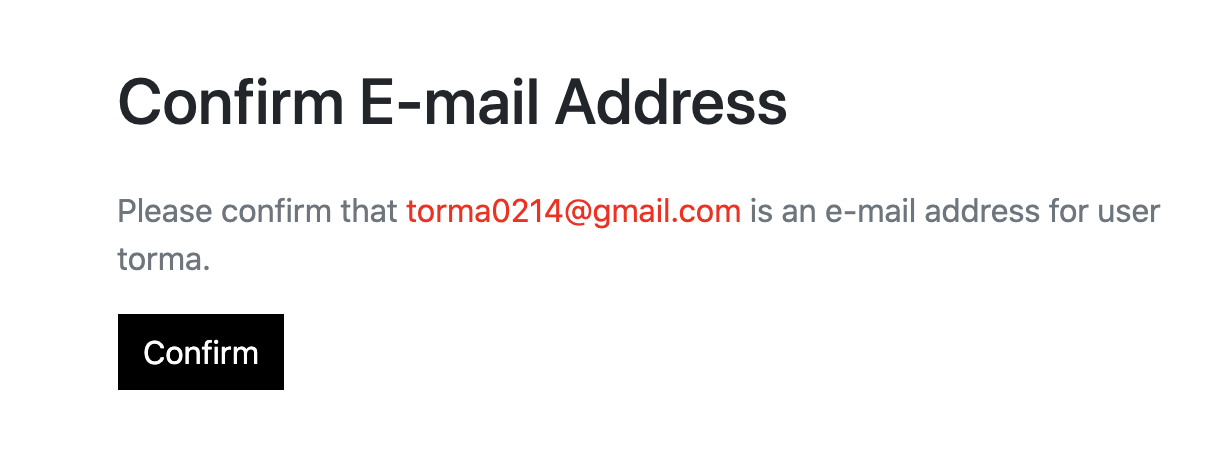 Confirm E-mail Address
Please confirm that torma0214@gmail.com is an e-mail address for user
torma.
Confirm